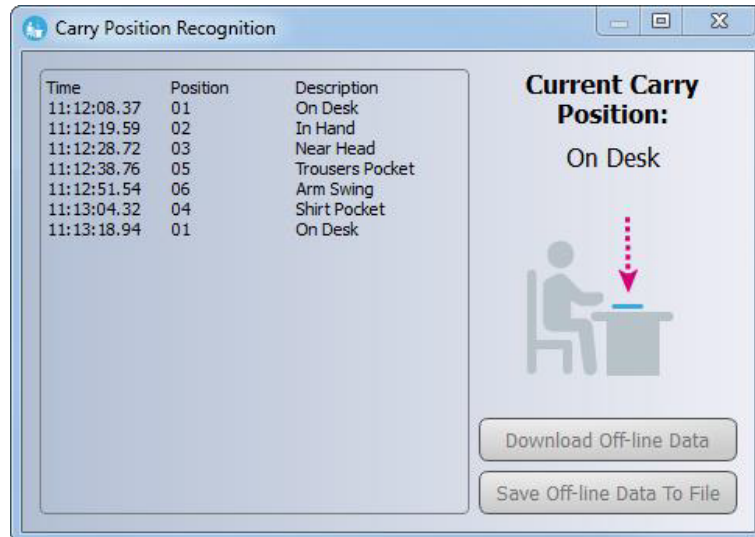 Carry Position Recognition
Time Position Description
11:12:08.37 01 On Desk
11:12:19.59 02 In Hand
11:12:28.72 03 Near Head
11:12:38.76 05 Trousers Pocket
11:12:51.54 06 Arm Swing
11:13:04.32 04 Shirt Pocket
11:13:18.94 01 On Desk
Current Carry
Position:
On Desk
Download Off-line Data
Save Off-line Data To File